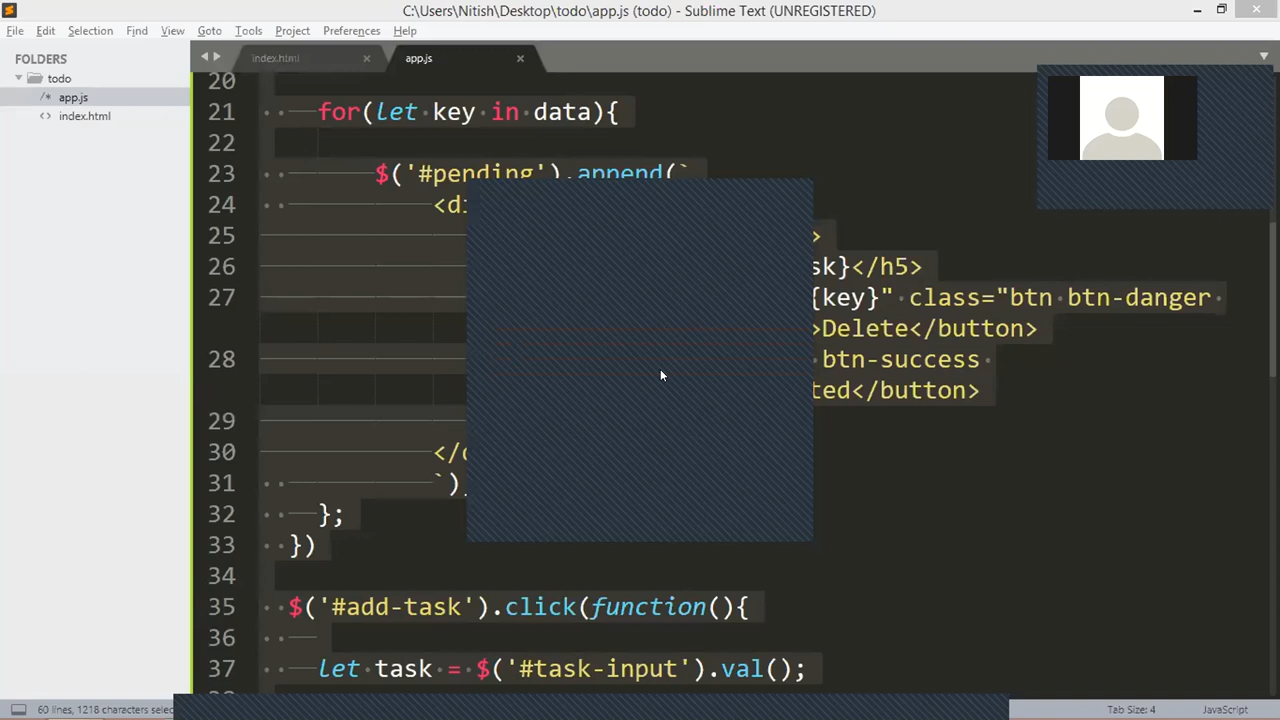 C:\Users\Nitish\Desktop\todo\app.js (todo) - Sublime Text (UNREGISTERED)
File Edit Selection Find View Goto Tools Project Preferences Help
FOLDERS
todo
app.js
index.html
index.html
app.js
20
21 for(let key in data){
22
23 $('#pending').append(`
24 <di
25 >
26 sk}</h5>
27 {key}" class="btn btn-danger
>Delete</button>
28 btn-success
ted</button>
29
30 </
31 `)
32 };
33 })
34
35 $('#add-task').click(function(){
36
37 let task = $('#task-input').val();
60 lines, 1218 characters selec
Tab Size: 4
JavaScript